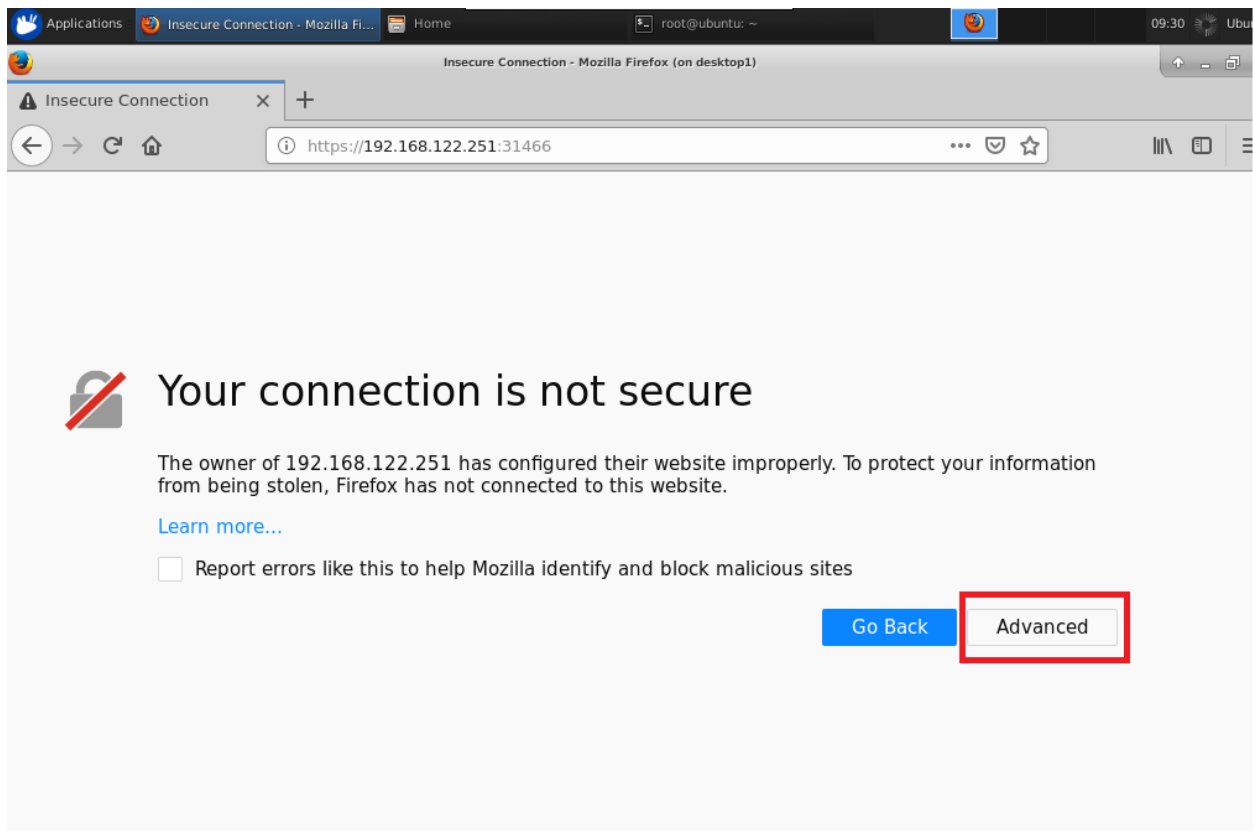 Applications Insecure Connection - Mozilla Fi... Home root@ubuntu: ~ 09:30 Ubu
Insecure Connection - Mozilla Firefox (on desktop1)
Insecure Connection
https://192.168.122.251:31466
Your connection is not secure
The owner of 192.168.122.251 has configured their website improperly. To protect your information
from being stolen, Firefox has not connected to this website.
Learn more...
Report errors like this to help Mozilla identify and block malicious sites
Go Back Advanced